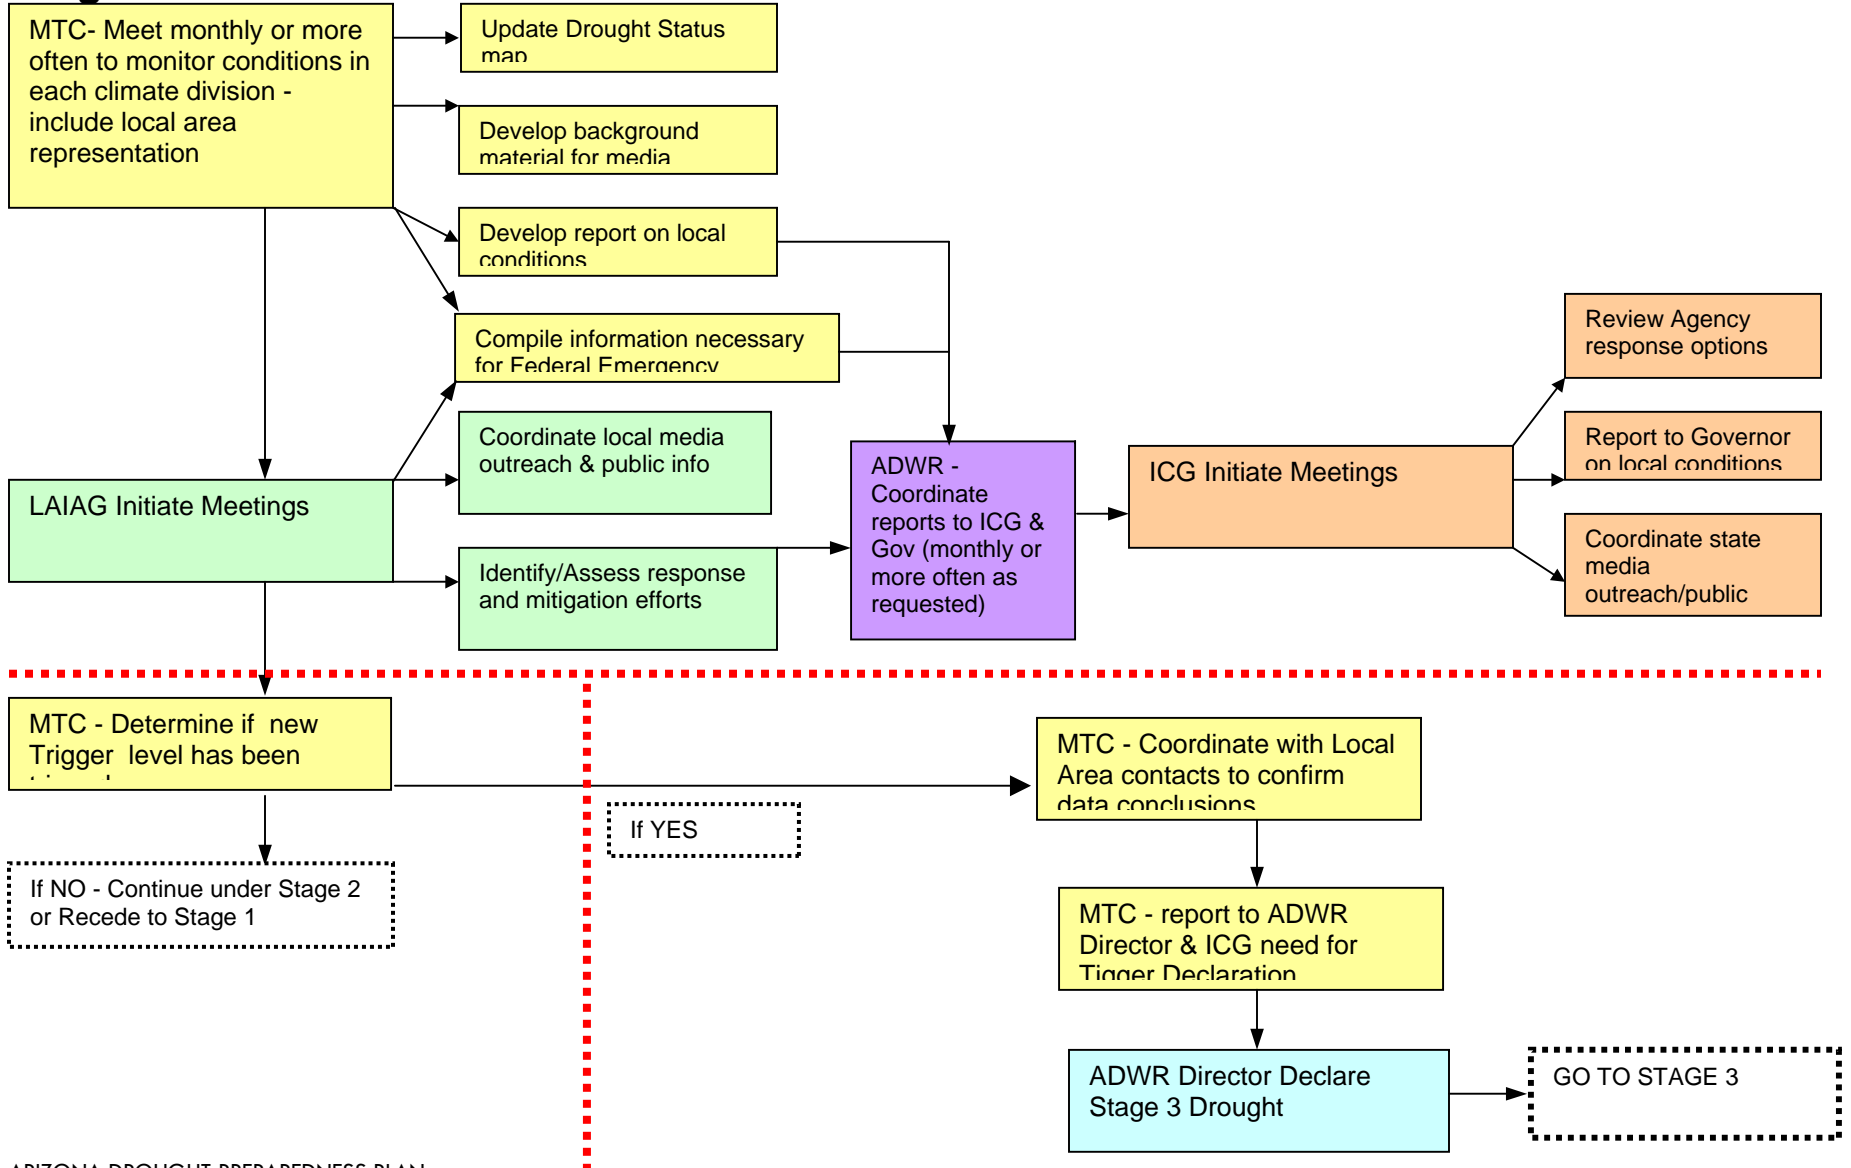 MTC- Meet monthly or more
often to monitor conditions in
each climate division -
include local area
representation
Update Drought Status
map
Develop background
material for media
Develop report on local
conditions
Compile information necessary
for Federal Emergency
Coordinate local media
outreach & public info
LAIAG Initiate Meetings
Identify/Assess response
and mitigation efforts
ADWR -
Coordinate
reports to ICG &
Gov (monthly or
more often as
requested)
ICG Initiate Meetings
Review Agency
response options
Report to Governor
on local conditions
Coordinate state
media
outreach/public
MTC - Determine if new
Trigger level has been
If YES
If NO - Continue under Stage 2
or Recede to Stage 1
MTC - Coordinate with Local
Area contacts to confirm
data conclusions
MTC - report to ADWR
Director & ICG need for
Tigger Declaration
ADWR Director Declare
Stage 3 Drought
GO TO STAGE 3
ARIZONA DROUGHT PREPAREDNESS PLAN